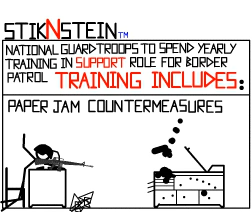 STIKNSTEIN™
NATIONAL GUARD TROOPS TO SPEND YEARLY
TRAINING IN SUPPORT ROLE FOR BORDER
PATROL TRAINING INCLUDES:
PAPER JAM COUNTERMEASURES